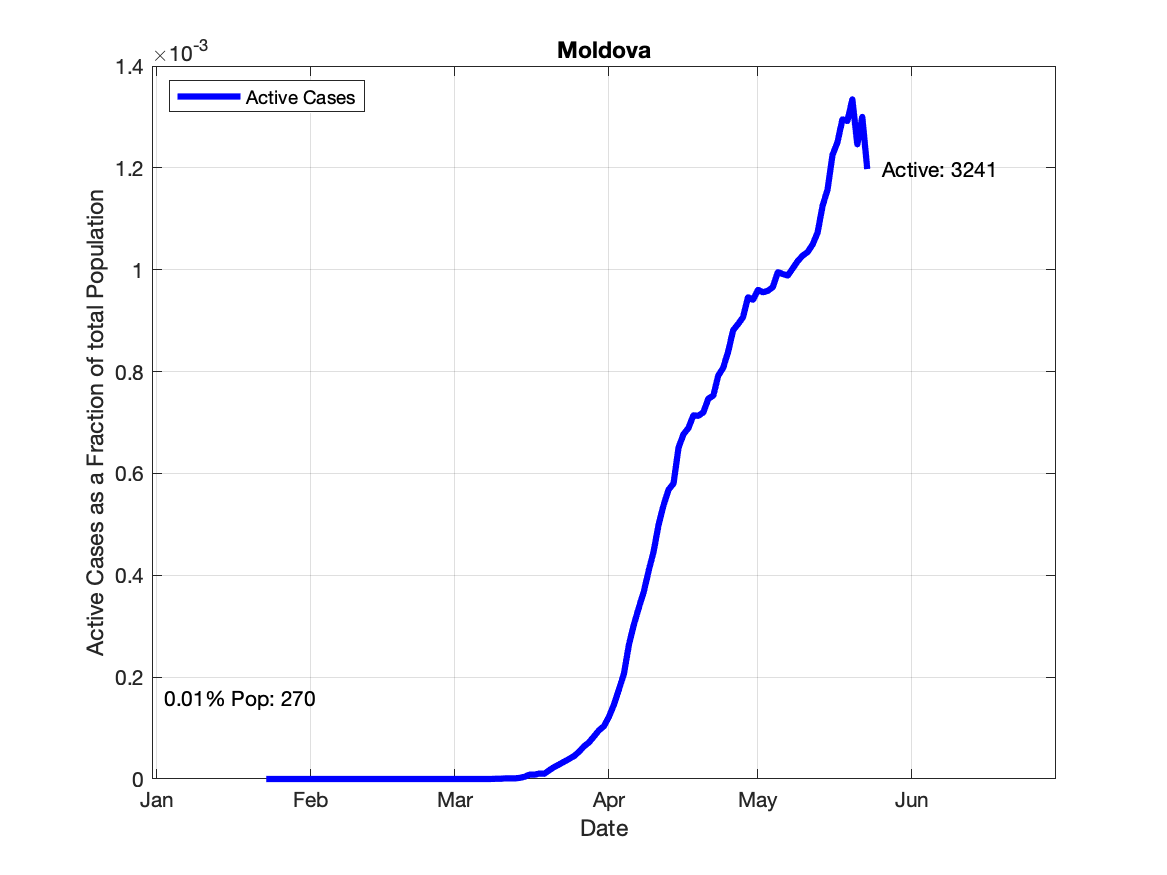 Moldova
×10-3
1.4
1.2
1
0.8
0.6
0.4
0.2
0
Active Cases
Active: 3241
0.01% Pop: 270
Active Cases as a Fraction of total Population
Jan Feb Mar Apr May Jun
Date